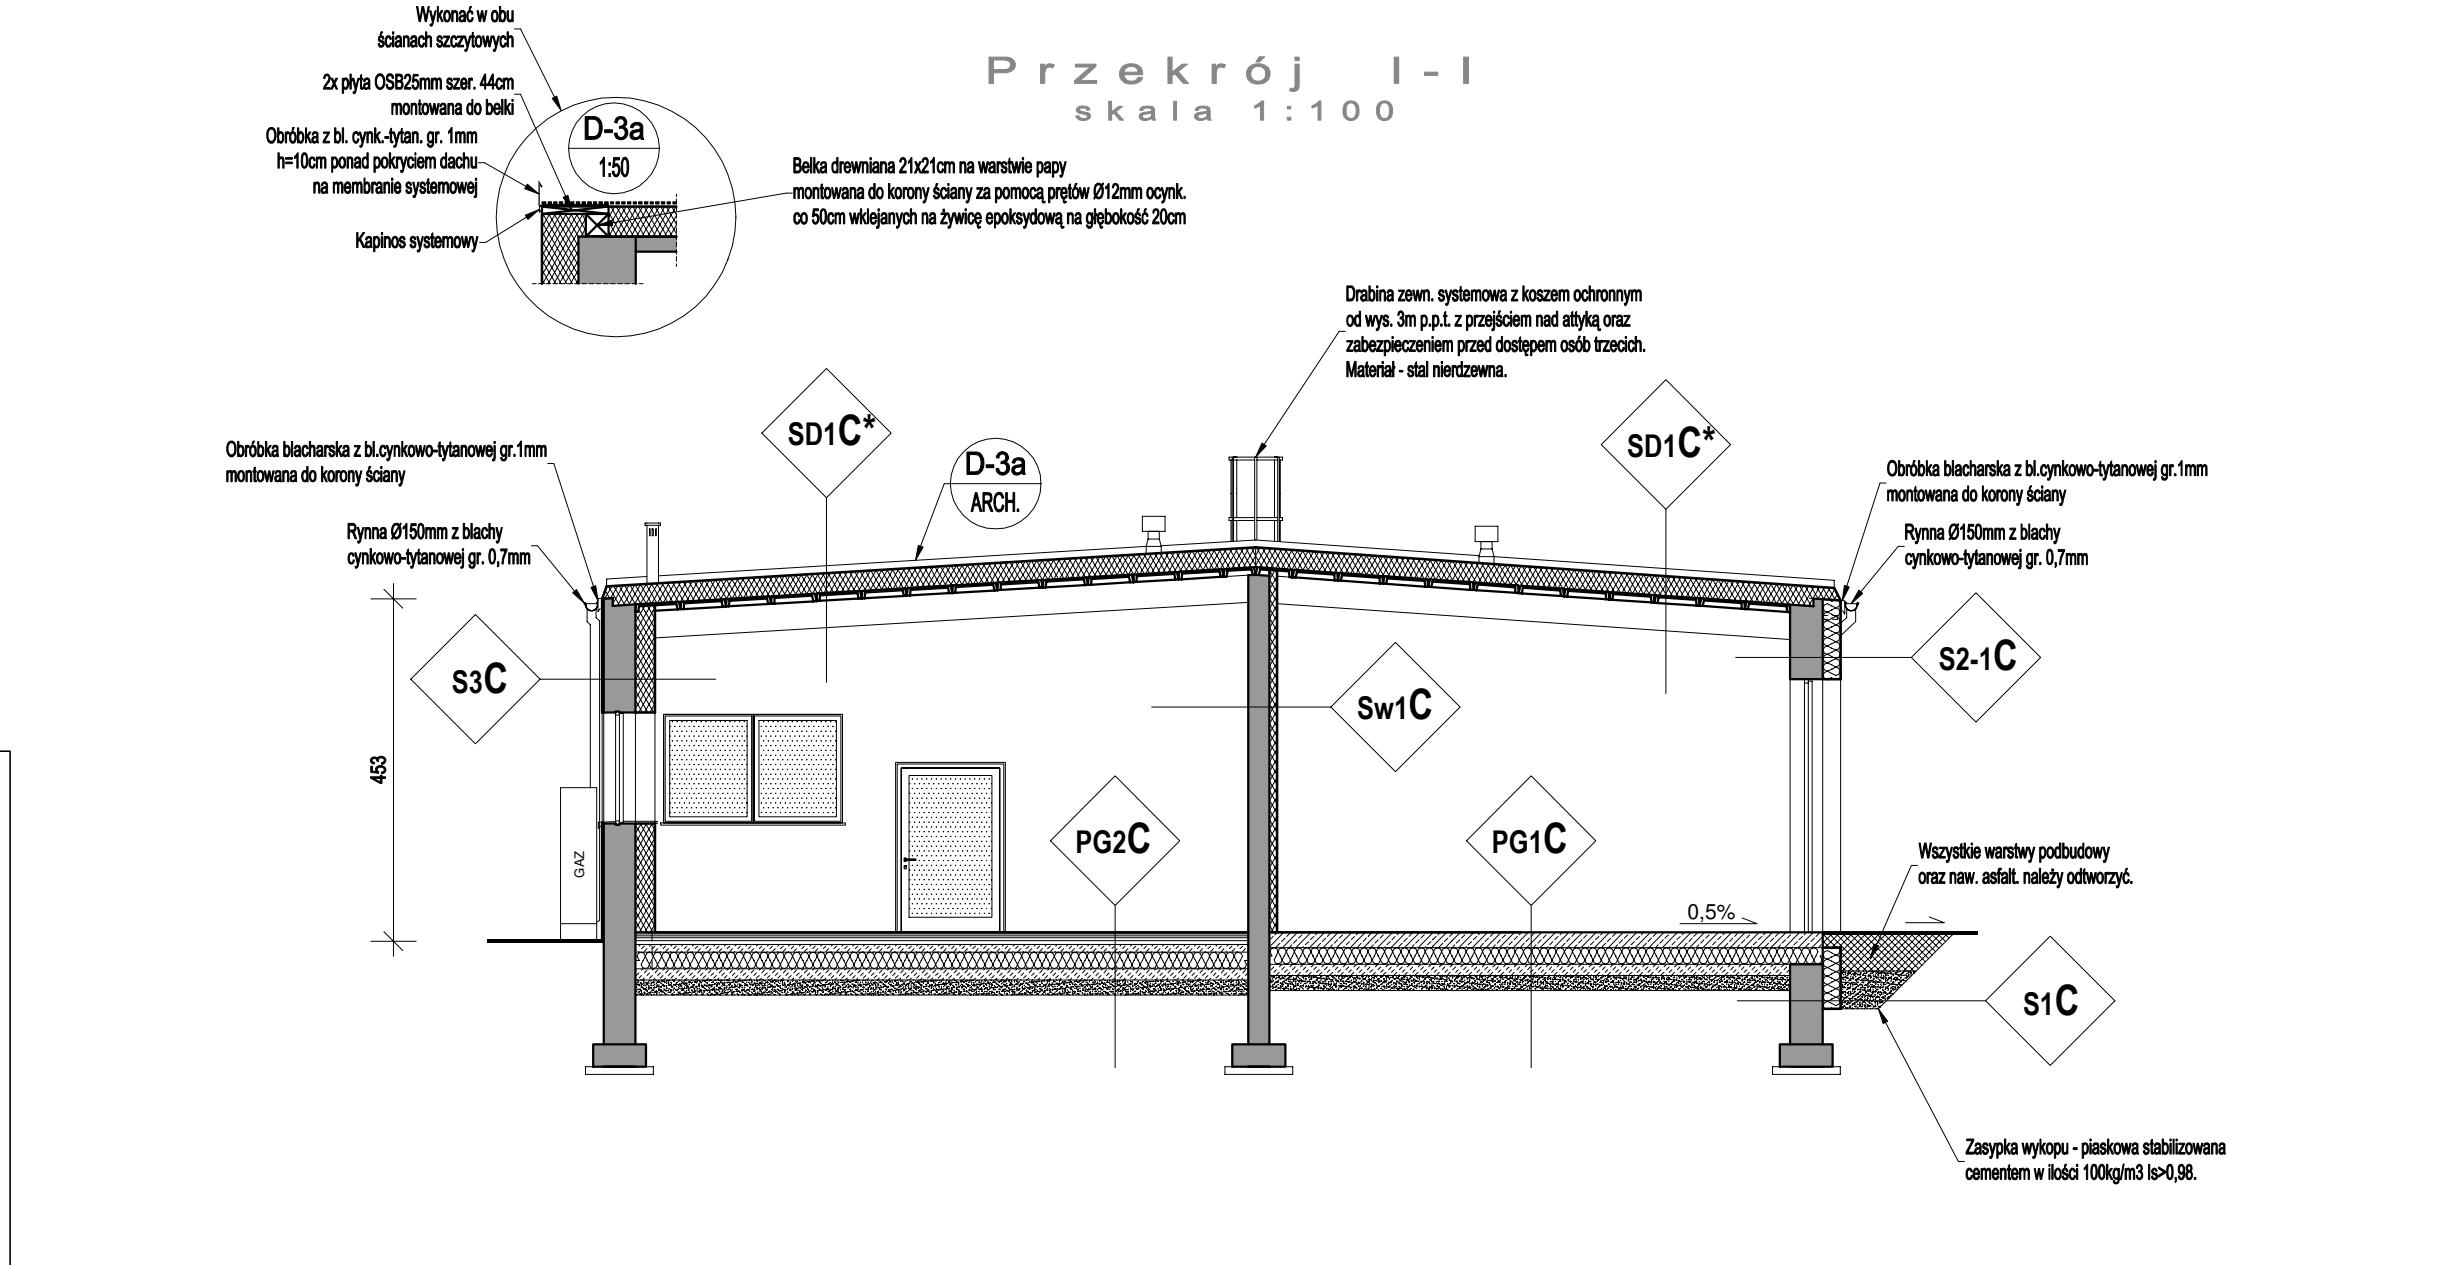 Wykonać w obu
ścianach szczytowych
2x płyta OSB25mm szer. 44cm
montowana do belki
Obróbka z bl. cynk.-tytan. gr. 1mm
h=10cm ponad pokryciem dachu
na membranie systemowej
Kapinos systemowy
D-3a
1:50
Belka drewniana 21x21cm na warstwie papy
montowana do korony ściany za pomocą prętów Ø12mm ocynk.
co 50cm wklejanych na żywicę epoksydową na głębokość 20cm
Przekrój I-I
skala 1:100
Drabina zewn. systemowa z koszem ochronnym
od wys. 3m p.p.t. z przejściem nad attyką oraz
zabezpieczeniem przed dostępem osób trzecich.
Materiał - stal nierdzewna.
SD1C*
SD1C*
D-3a
ARCH.
Obróbka blacharska z bl.cynkowo-tytanowej gr.1mm
montowana do korony ściany
Rynna Ø150mm z blachy
cynkowo-tytanowej gr. 0,7mm
Obróbka blacharska z bl.cynkowo-tytanowej gr.1mm
montowana do korony ściany
Rynna Ø150mm z blachy
cynkowo-tytanowej gr. 0,7mm
S3C
S2-1C
Sw1C
453
GAZ
PG2C
PG1C
0,5%
Wszystkie warstwy podbudowy
oraz naw. asfalt. należy odtworzyć.
S1C
Zasypka wykopu - piaskowa stabilizowana
cementem w ilości 100kg/m3 Is>0,98.